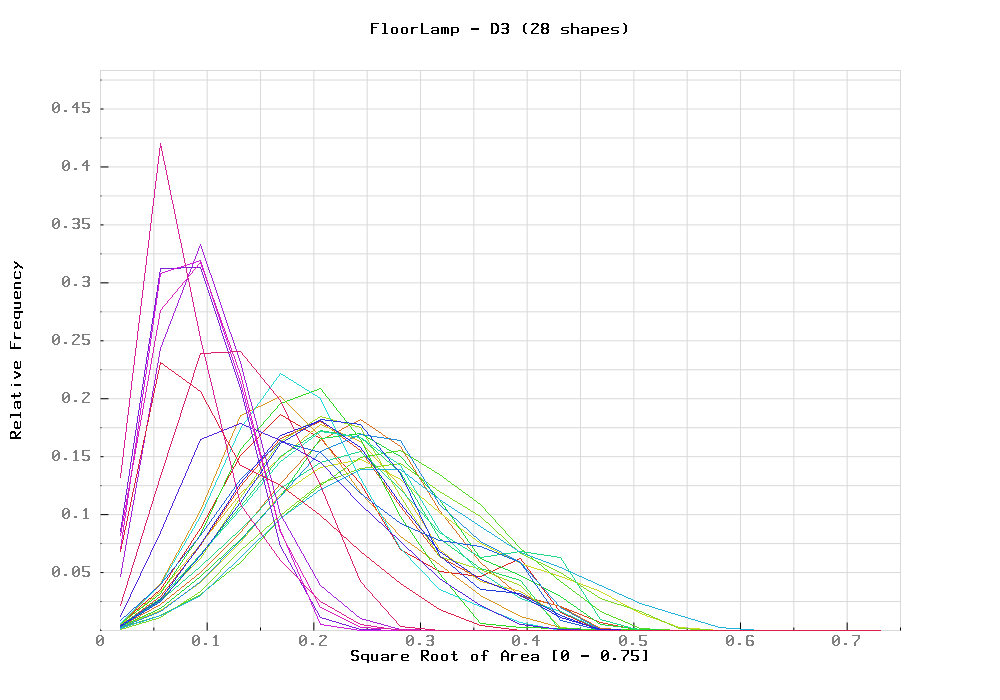 FloorLamp - D3 (28 shapes)
0.45
0.4
0.35
0.3
0.25
0.2
0.15
0.1
0.05
Relative Frequency
0 0.1 0.2 0.3 0.4 0.5 0.6 0.7
Square Root of Area [0 - 0.75]